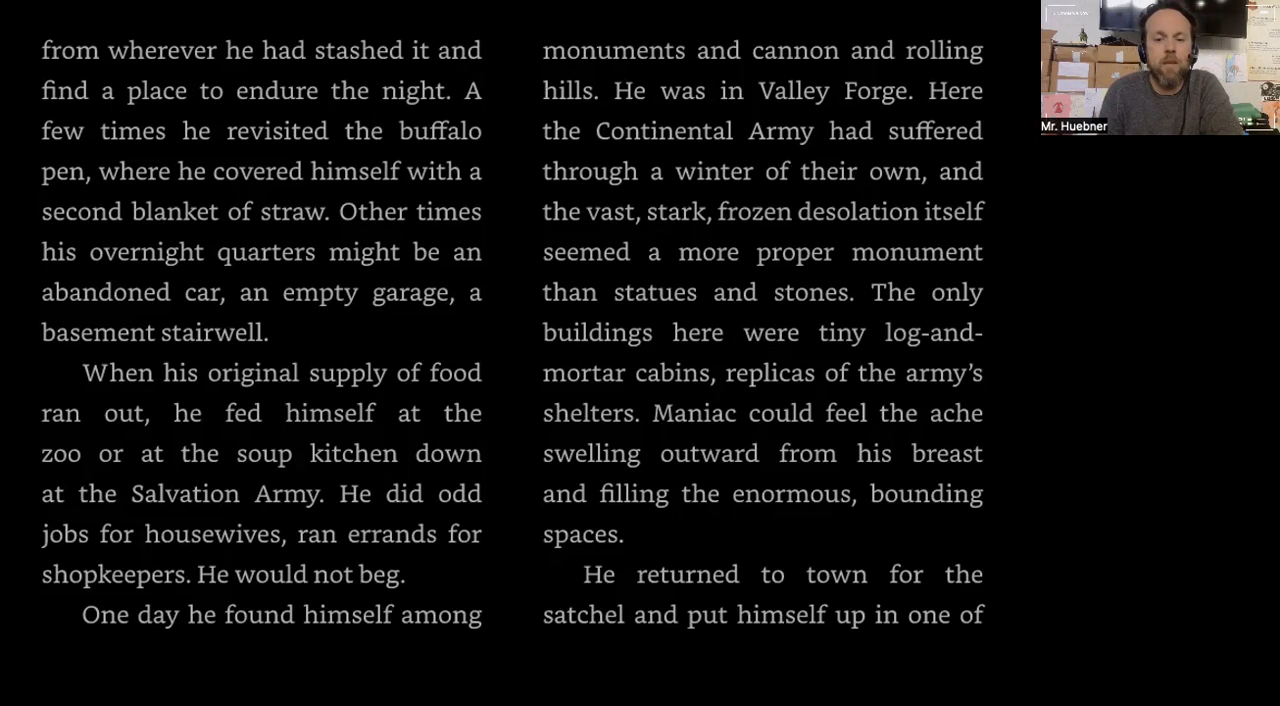 from wherever he had stashed it and
find a place to endure the night. A
few times he revisited the buffalo
pen, where he covered himself with a
second blanket of straw. Other times
his overnight quarters might be an
abandoned car, an empty garage, a
basement stairwell.
When his original supply of food
ran out, he fed himself at the
zoo or at the soup kitchen down
at the Salvation Army. He did odd
jobs for housewives, ran errands for
shopkeepers. He would not beg.
One day he found himself among
monuments and cannon and rolling
hills. He was in Valley Forge. Here
the Continental Army had suffered
through a winter of their own, and
the vast, stark, frozen desolation itself
seemed a more proper monument
than statues and stones. The only
buildings here were tiny log-and-
mortar cabins, replicas of the army's
shelters. Maniac could feel the ache
swelling outward from his breast
and filling the enormous, bounding
spaces.
He returned to town for the
satchel and put himself up in one of
Mr. Huebner